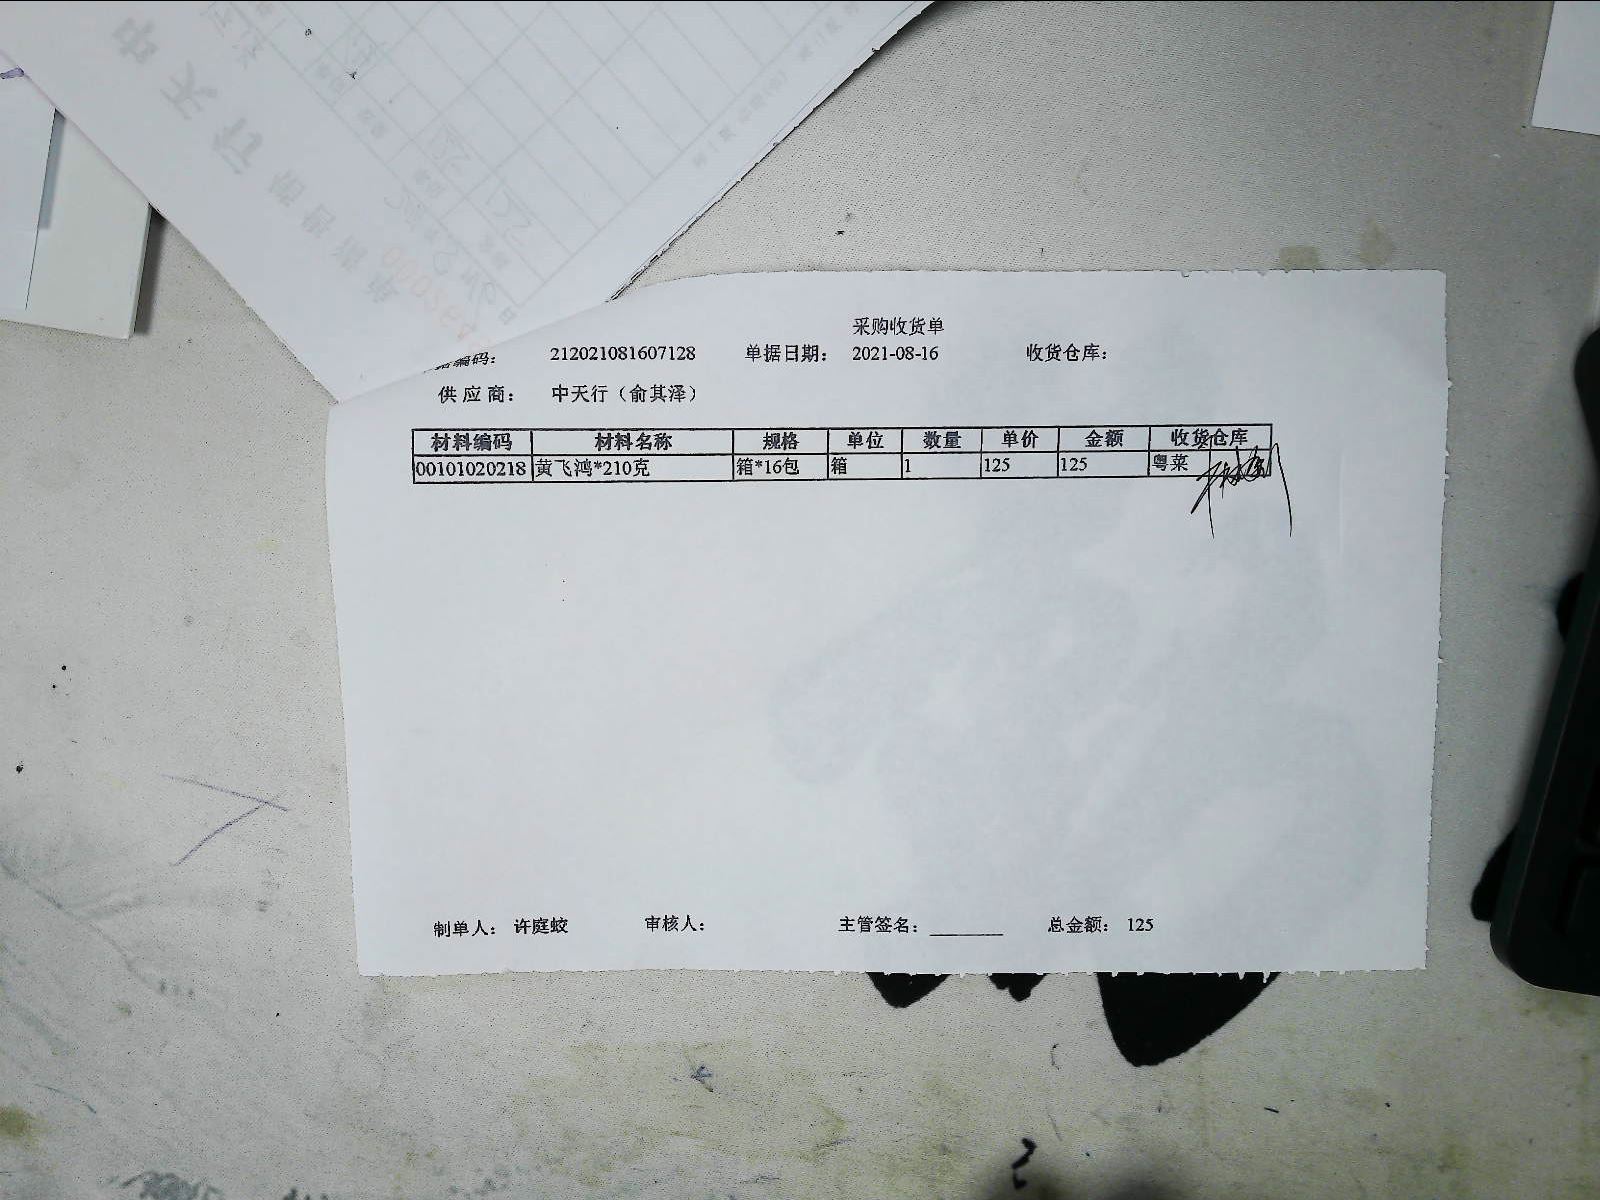 采购收货单
编码： 212021081607128 单据日期： 2021-08-16 收货仓库：
供应商： 中天行（俞其泽）
材料编码 材料名称 规格 单位 数量 单价 金额 收货仓库
00101020218 黄飞鸿*210克 箱*16包 箱 1 125 125 粤菜
制单人： 许庭蛟 审核人： 主管签名： ________ 总金额： 125